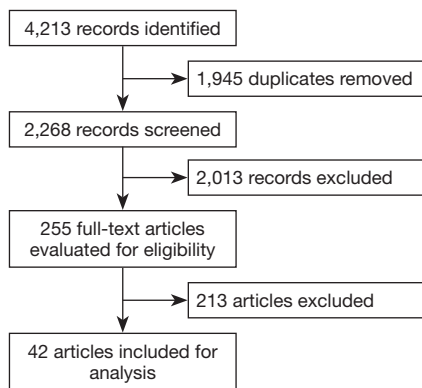 4,213 records identified
1,945 duplicates removed
2,268 records screened
2,013 records excluded
255 full-text articles
evaluated for eligibility
213 articles excluded
42 articles included for
analysis